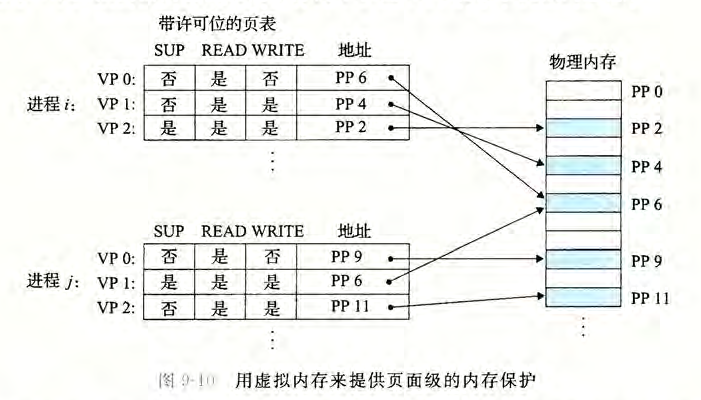 带许可位的页表
SUP READ WRITE 地址
物理内存
进程 i:
VP 0: 否 是 否 PP 6
VP 1: 否 是 是 PP 4
VP 2: 是 是 是 PP 2
⋮
PP 0
PP 2
PP 4
PP 6
PP 9
PP 11
⋮
SUP READ WRITE 地址
进程 j:
VP 0: 否 是 否 PP 9
VP 1: 是 是 是 PP 6
VP 2: 否 是 是 PP 11
⋮
图 9-10 用虚拟内存来提供页面级的内存保护